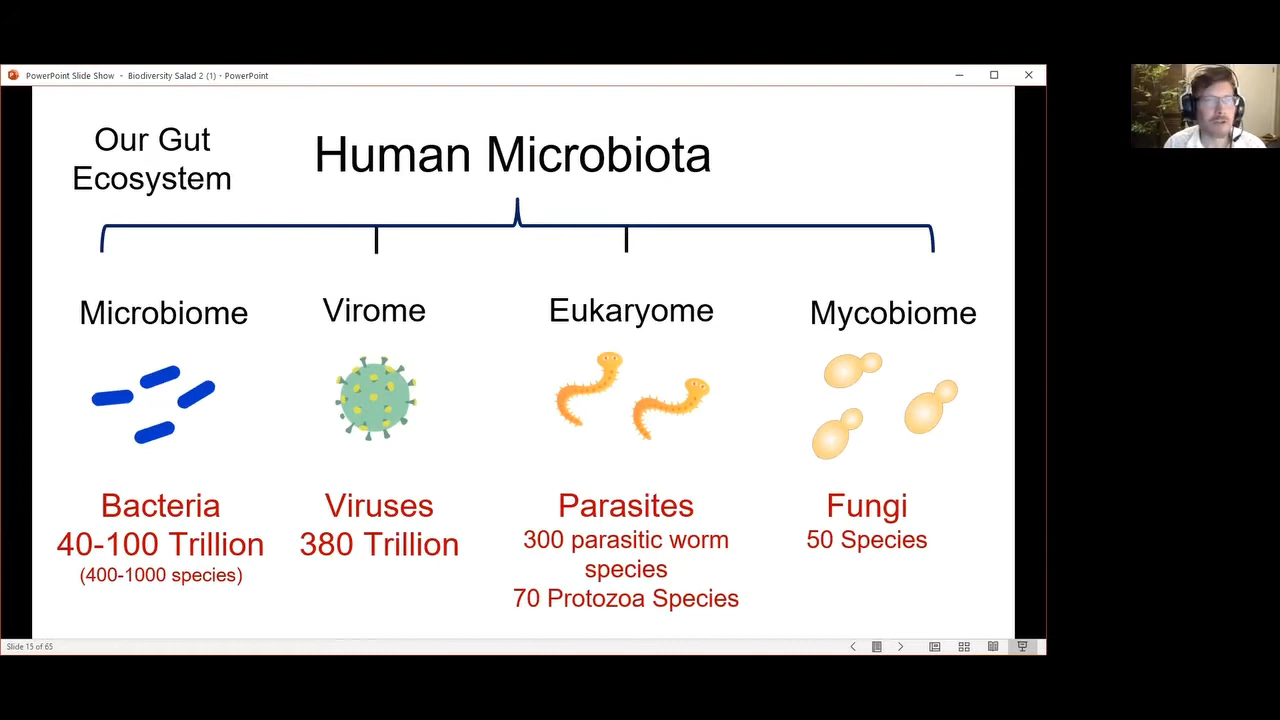 PowerPoint Slide Show - Biodiversity Salad 2 (1) - PowerPoint
Our Gut
Ecosystem
Human Microbiota
Microbiome
Virome
Eukaryome
Mycobiome
Bacteria
40-100 Trillion
(400-1000 species)
Viruses
380 Trillion
Parasites
300 parasitic worm
species
70 Protozoa Species
Fungi
50 Species
Slide 15 of 65